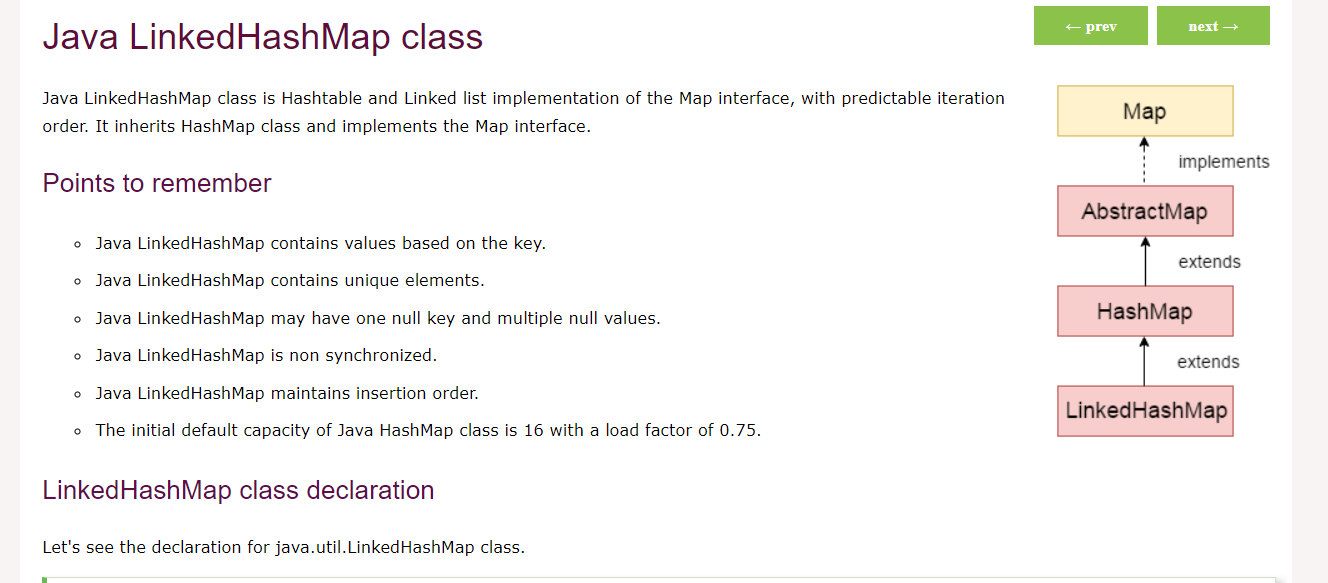 Java LinkedHashMap class
← prev
next →
Java LinkedHashMap class is Hashtable and Linked list implementation of the Map interface, with predictable iteration
order. It inherits HashMap class and implements the Map interface.
Points to remember
Java LinkedHashMap contains values based on the key.
Java LinkedHashMap contains unique elements.
Java LinkedHashMap may have one null key and multiple null values.
Java LinkedHashMap is non synchronized.
Java LinkedHashMap maintains insertion order.
The initial default capacity of Java HashMap class is 16 with a load factor of 0.75.
Map
implements
AbstractMap
extends
HashMap
extends
LinkedHashMap
LinkedHashMap class declaration
Let's see the declaration for java.util.LinkedHashMap class.